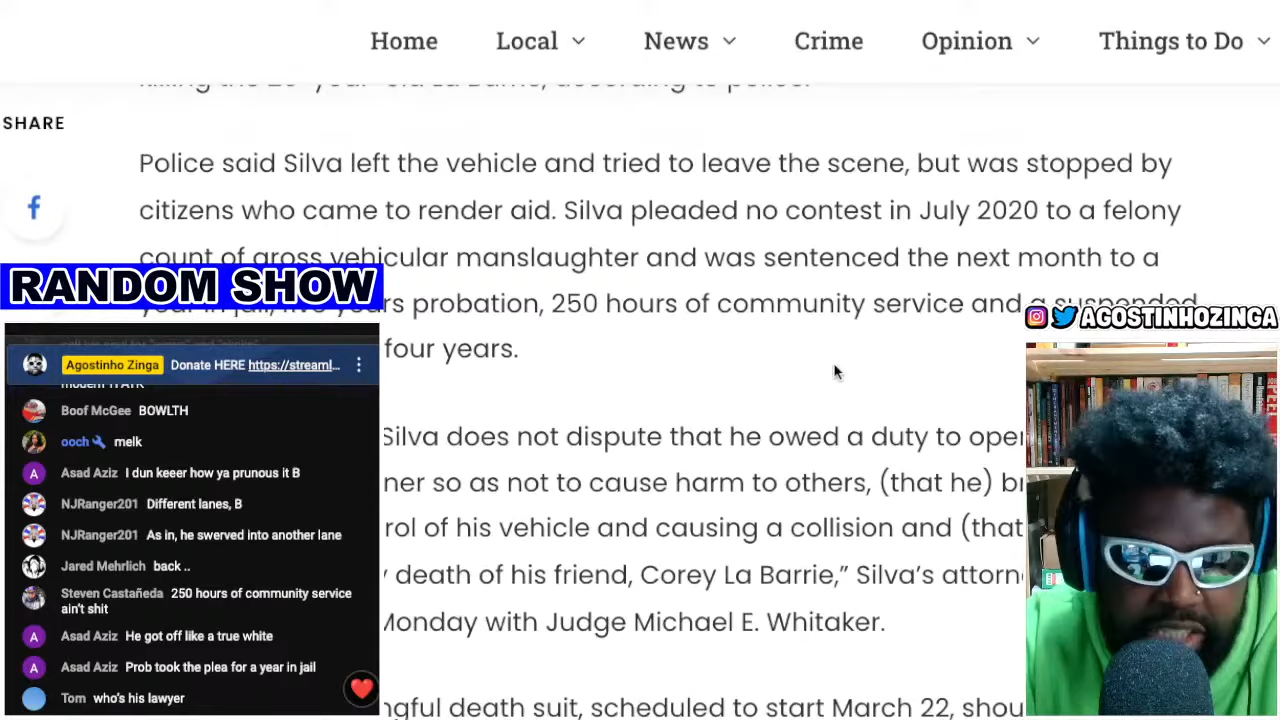 Home Local News Crime Opinion Things to Do
SHARE
Police said Silva left the vehicle and tried to leave the scene, but was stopped by
citizens who came to render aid. Silva pleaded no contest in July 2020 to a felony
count of gross vehicular manslaughter and was sentenced the next month to a
RANDOM SHOW
probation, 250 hours of community service and a suspended
four years.
Silva does not dispute that he owed a duty to
ner so as not to cause harm to others, (that he)
rol of his vehicle and causing a collision and (that
death of his friend, Corey La Barrie,” Silva’s
Monday with Judge Michael E. Whitaker.
ngful death suit, scheduled to start March 22,
Agostinho Zinga Donate HERE https://streaml...
Boof McGee BOWLTH
ooch melk
Asad Aziz I dun keeer how ya prunous it B
NJRanger201 Different lanes, B
NJRanger201 As in, he swerved into another lane
Jared Mehrlich back ..
Steven Castañeda 250 hours of community service
ain't shit
Asad Aziz He got off like a true white
Asad Aziz Prob took the plea for a year in jail
Tom who's his lawyer
AGOSTINHOZINGA